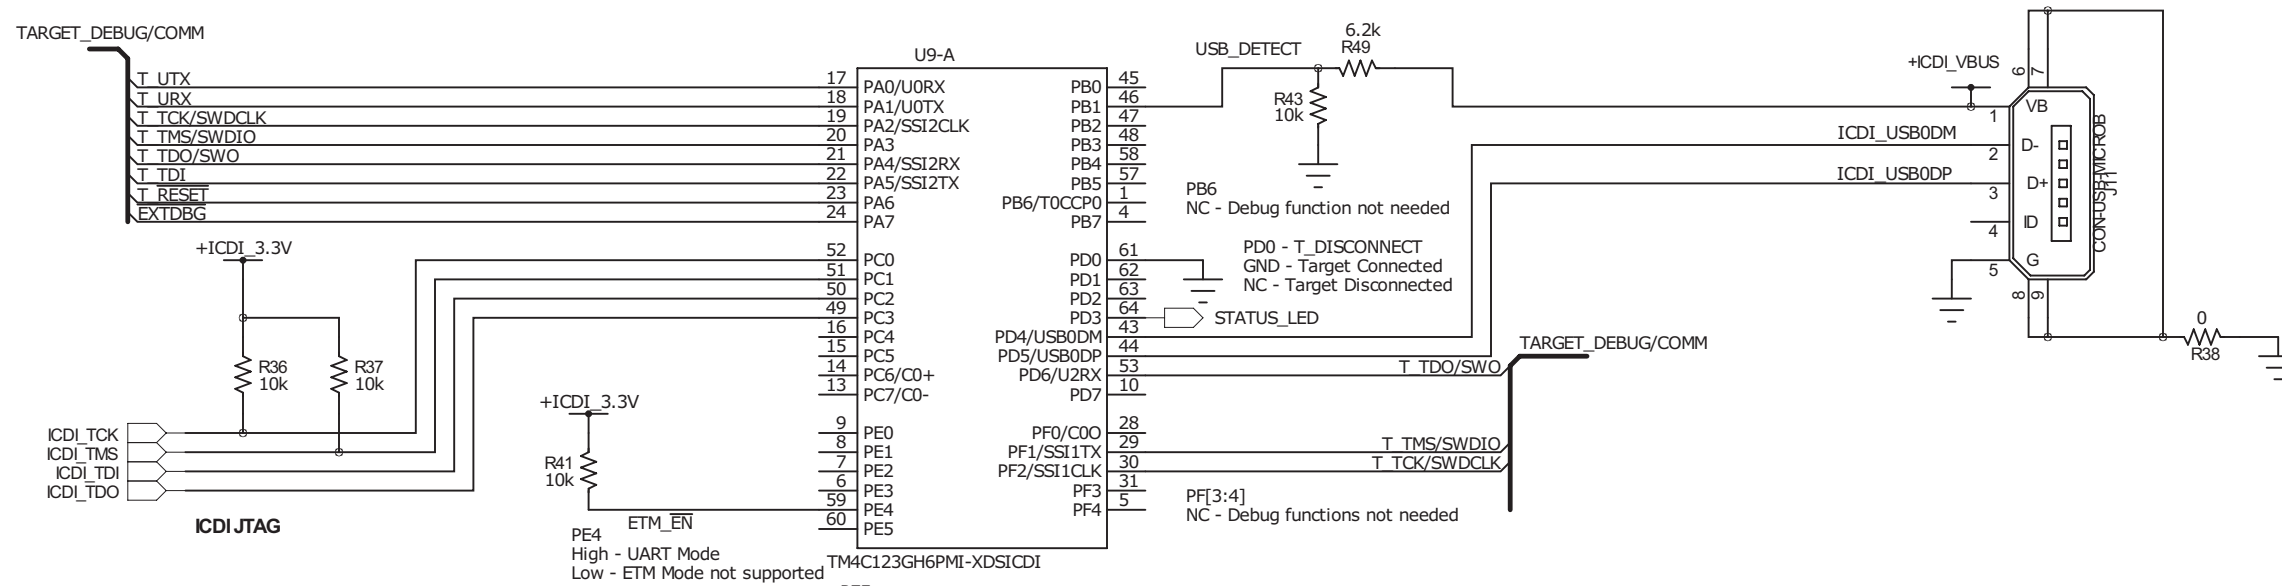 TARGET_DEBUG/COMM
T_UTX
T_URX
T_TCK/SWDCLK
T_TMS/SWDIO
T_TDO/SWO
T_TDI
T_RESET
EXTDBG
+ICDI_3.3V
R36
10k
R37
10k
ICDI_TCK
ICDI_TMS
ICDI_TDI
ICDI_TDO
ICDI JTAG
+ICDI_3.3V
R41
10k
ETM_EN
PE4
High - UART Mode
Low - ETM Mode not supported
U9-A
17 PA0/U0RX
18 PA1/U0TX
19 PA2/SSI2CLK
20 PA3
21 PA4/SSI2RX
22 PA5/SSI2TX
23 PA6
24 PA7
52 PC0
51 PC1
50 PC2
49 PC3
16 PC4
15 PC5
14 PC6/C0+
13 PC7/C0-
9 PE0
8 PE1
7 PE2
6 PE3
59 PE4
60 PE5
PB0 45
PB1 46
PB2 47
PB3 48
PB4 58
PB5 57
PB6/T0CCP0 1
PB7 4
PD0 61
PD1 62
PD2 63
PD3 64
PD4/USB0DM 43
PD5/USB0DP 44
PD6/U2RX 53
PD7 10
PF0/C0O 28
PF1/SSI1TX 29
PF2/SSI1CLK 30
PF3 31
PF4 5
TM4C123GH6PMI-XDSICDI
USB_DETECT
6.2k
R49
R43
10k
PB6
NC - Debug function not needed
PD0 - T_DISCONNECT
GND - Target Connected
NC - Target Disconnected
STATUS_LED
TARGET_DEBUG/COMM
T_TDO/SWO
T_TMS/SWDIO
T_TCK/SWDCLK
PF[3:4]
NC - Debug functions not needed
+ICDI_VBUS
ICDI_USB0DM
ICDI_USB0DP
6
7
1 VB
2 D-
3 D+
4 ID
5 G
8
9
CON-USB-MICROB
J11
0
R38